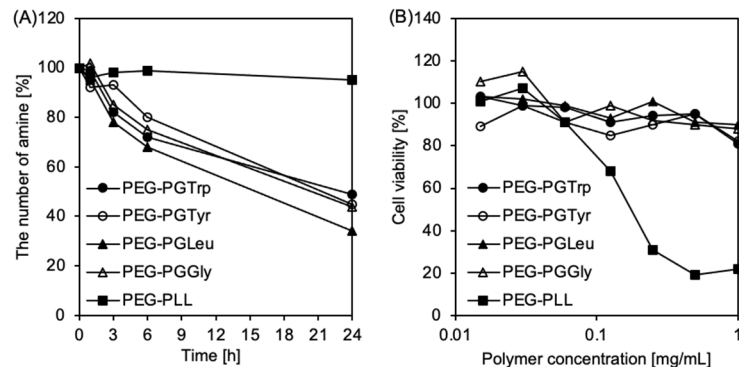 (A)
120
100
80
60
40
20
0
The number of amine [%]
PEG-PGTrp
PEG-PGTyr
PEG-PGLeu
PEG-PGGly
PEG-PLL
0 3 6 9 12 15 18 21 24
Time [h]
(B)
140
120
100
80
60
40
20
0
Cell viability [%]
PEG-PGTrp
PEG-PGTyr
PEG-PGLeu
PEG-PGGly
PEG-PLL
0.01 0.1 1
Polymer concentration [mg/mL]